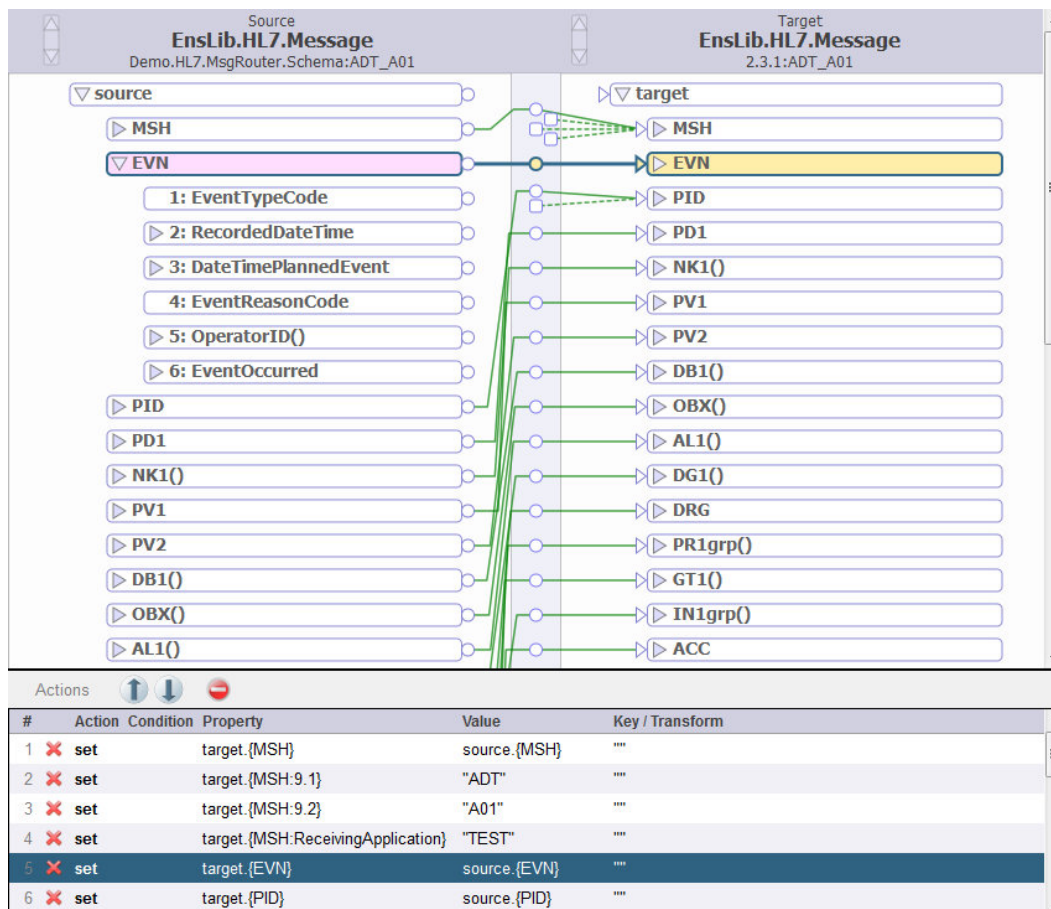 Source
EnsLib.HL7.Message
Demo.HL7.MsgRouter.Schema:ADT_A01
Target
EnsLib.HL7.Message
2.3.1:ADT_A01
source target
MSH MSH
EVN EVN
1: EventTypeCode PID
2: RecordedDateTime PD1
3: DateTimePlannedEvent NK1()
4: EventReasonCode PV1
5: OperatorID() PV2
6: EventOccurred DB1()
PID OBX()
PD1 AL1()
NK1() DG1()
PV1 DRG
PV2 PR1grp()
DB1() GT1()
OBX() IN1grp()
AL1() ACC
Actions
# Action Condition Property Value Key / Transform
1 set target.{MSH} source.{MSH} ""
2 set target.{MSH:9.1} "ADT" ""
3 set target.{MSH:9.2} "A01" ""
4 set target.{MSH:ReceivingApplication} "TEST" ""
5 set target.{EVN} source.{EVN} ""
6 set target.{PID} source.{PID} ""